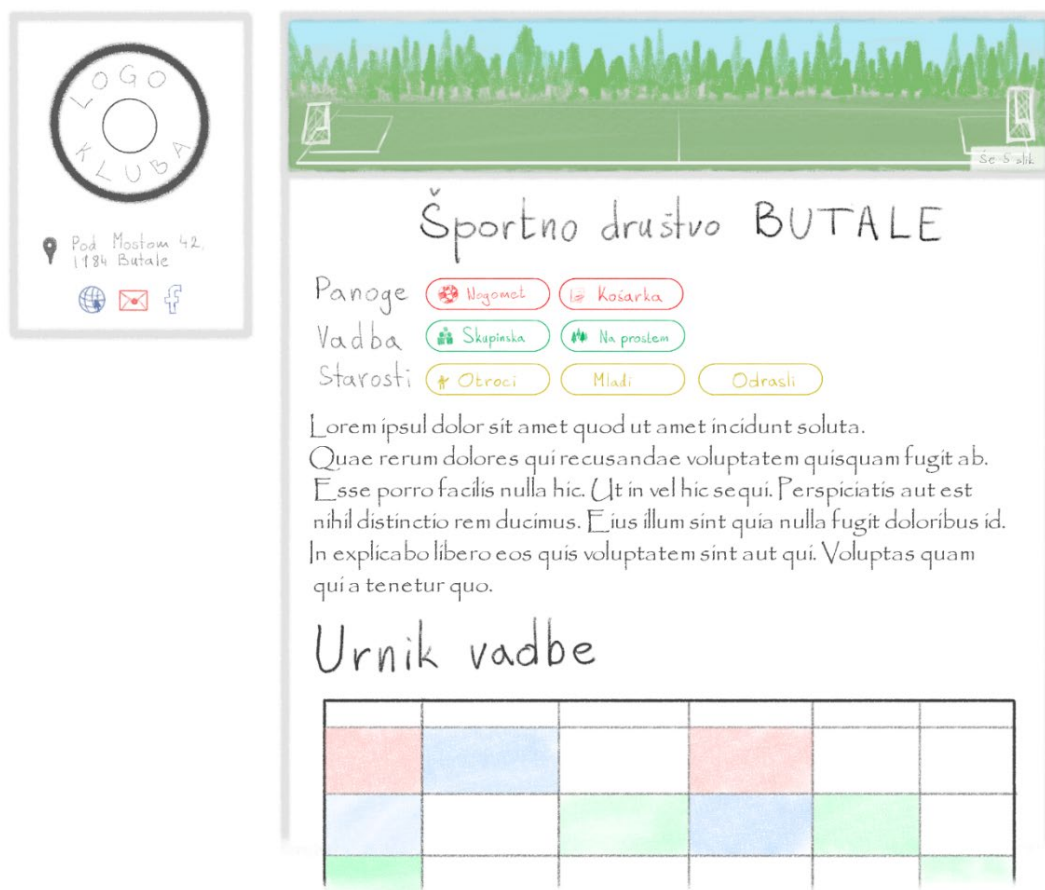 LOGO
KLUBA
Pod Mostom 42,
1984 Butale
Še 5 slik
Športno društvo BUTALE
Panoge Nogomet Košarka
Vadba Skupinska Na prostem
Starosti Otroci Mladi Odrasli
Lorem ipsul dolor sit amet quod ut amet incidunt soluta.
Quae rerum dolores qui recusandae voluptatem quisquam fugit ab.
Esse porro facilis nulla hic. Ut in vel hic sequi. Perspiciatis aut est
nihil distinctio rem ducimus. Eius illum sint quia nulla fugit doloribus id.
In explicabo libero eos quis voluptatem sint aut qui. Voluptas quam
qui a tenetur quo.
Urnik vadbe